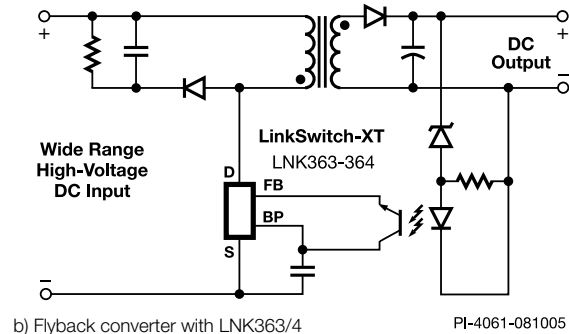 +
+
DC
Output
−
Wide Range
High-Voltage
DC Input
LinkSwitch-XT
LNK363-364
D
FB
BP
S
−
b) Flyback converter with LNK363/4
PI-4061-081005